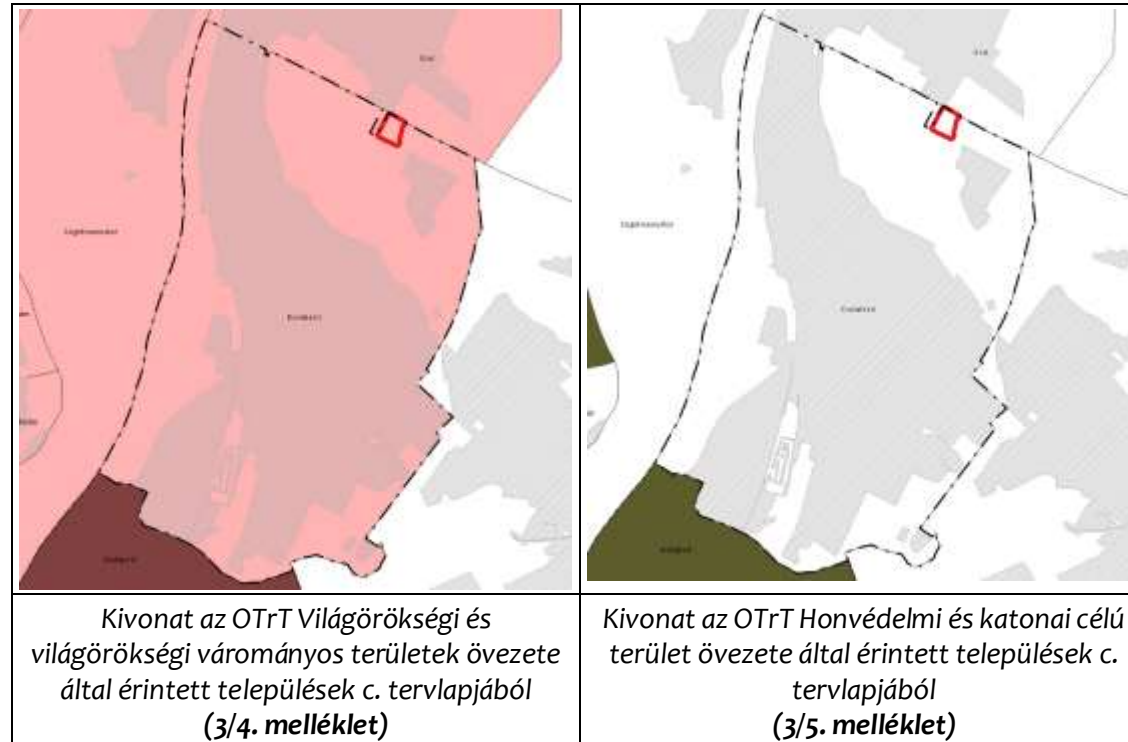 Kivonat az OTrT Világörökségi és
világörökségi várományos területek övezete
által érintett települések c. tervlapjából
(3/4. melléklet)
Kivonat az OTrT Honvédelmi és katonai célú
terület övezete által érintett települések c.
tervlapjából
(3/5. melléklet)